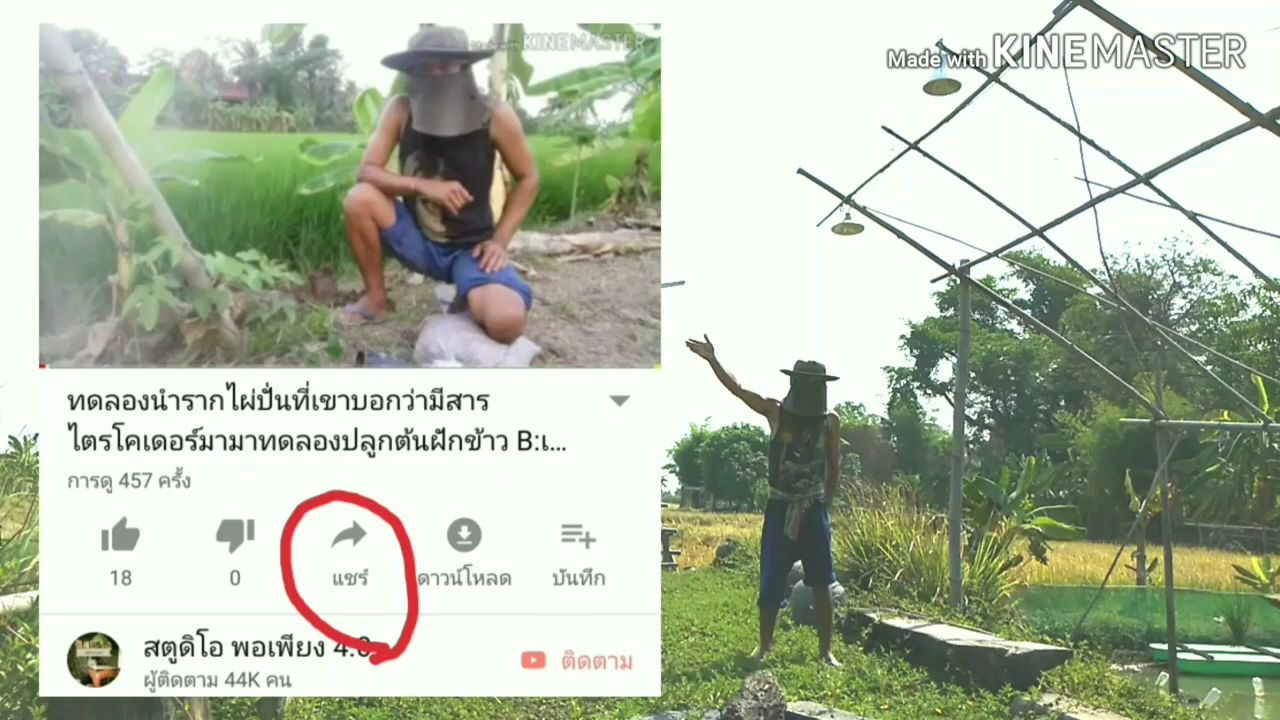 Made with KINEMASTER
Made with KINEMASTER
ทดลองนำรากไผ่ปั่นที่เขาบอกว่ามีสาร
ไตรโคเดอร์มามาทดลองปลูกต้นฝักข้าว B:เ...
การดู 457 ครั้ง
18
0
แชร์
ดาวน์โหลด
บันทึก
สตูดิโอ พอเพียง 4.0
ผู้ติดตาม 44K คน
ติดตาม